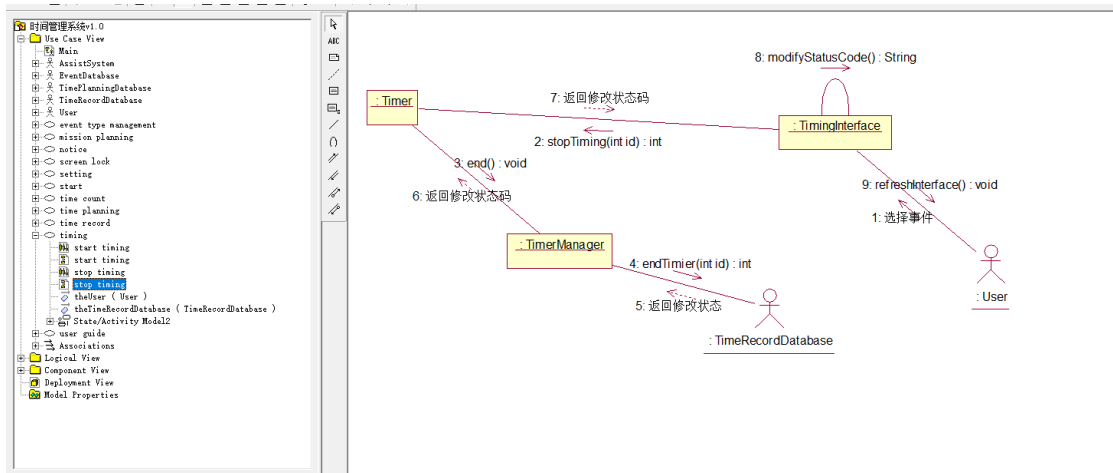 时间管理系统v1.0
Use Case View
Main
AssistSystem
EventDatabase
TimePlanningDatabase
TimeRecordDatabase
User
event type management
mission planning
notice
screen lock
setting
start
time count
time planning
time record
timing
start timing
start timing
stop timing
stop timing
theUser ( User )
theTimeRecordDatabase ( TimeRecordDatabase )
State/Activity Model2
user guide
Associations
Logical View
Component View
Deployment View
Model Properties
ABC
8: modifyStatusCode() : String
: Timer
7: 返回修改状态码
: TimingInterface
2: stopTiming(int id) : int
3: end() : void
6: 返回修改状态码
9: refreshInterface() : void
1: 选择事件
: TimerManager
4: endTimier(int id) : int
5: 返回修改状态
: User
: TimeRecordDatabase